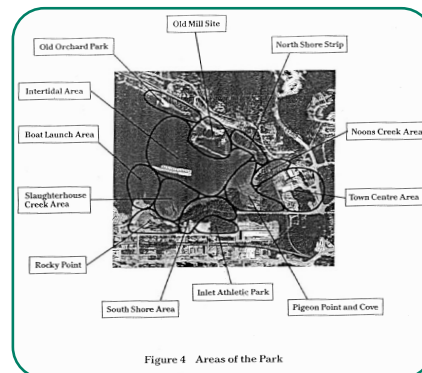 Old Mill Site
Old Orchard Park
North Shore Strip
Intertidal Area
Noons Creek Area
Boat Launch Area
Slaughterhouse
Creek Area
Town Centre Area
Rocky Point
Inlet Athletic Park
South Shore Area
Pigeon Point and Cove
Figure 4 Areas of the Park